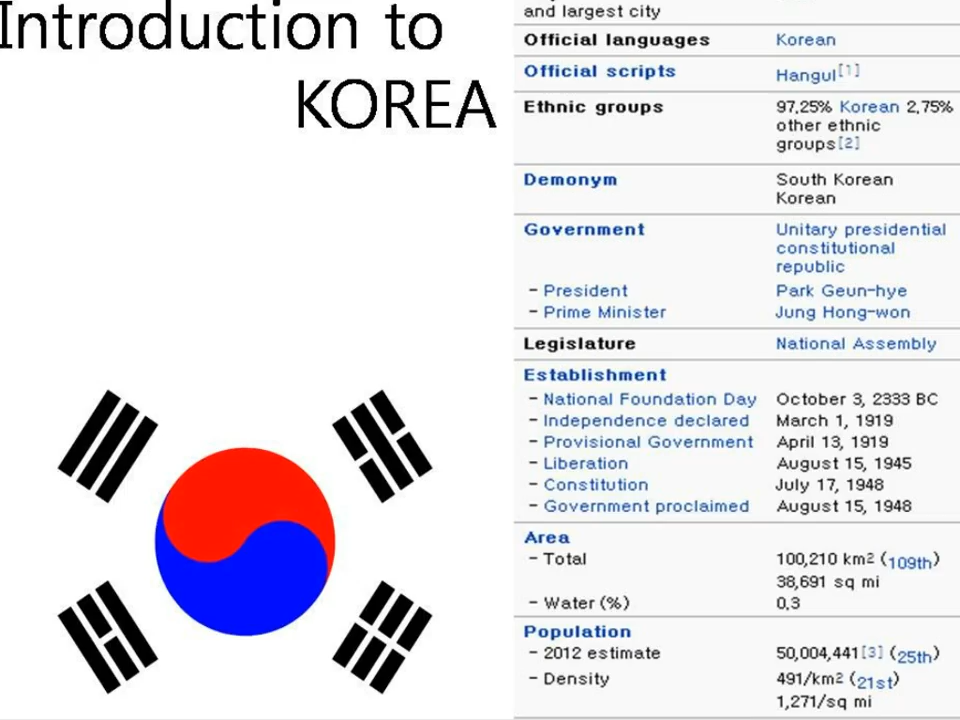 Introduction to
KOREA
and largest city
Official languages Korean
Official scripts Hangul[1]
Ethnic groups 97,25% Korean 2,75%
other ethnic
groups[2]
Demonym South Korean
Korean
Government Unitary presidential
constitutional
republic
- President Park Geun-hye
- Prime Minister Jung Hong-won
Legislature National Assembly
Establishment
- National Foundation Day October 3, 2333 BC
- Independence declared March 1, 1919
- Provisional Government April 13, 1919
- Liberation August 15, 1945
- Constitution July 17, 1948
- Government proclaimed August 15, 1948
Area
- Total 100,210 km2 (109th)
38,691 sq mi
- Water (%) 0,3
Population
- 2012 estimate 50,004,441[3] (25th)
- Density 491/km2 (21st)
1,271/sq mi